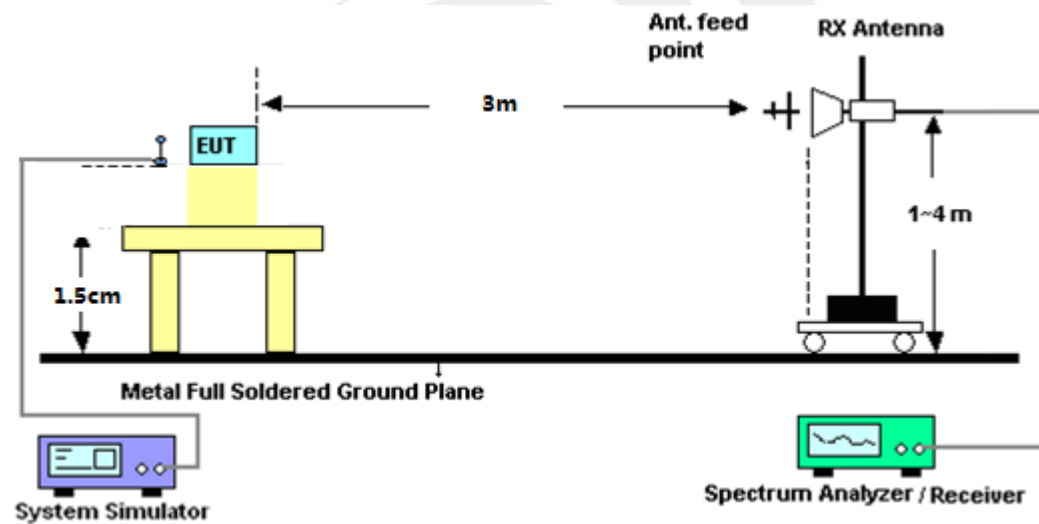 Ant. feed
point
RX Antenna
3m
EUT
1~4 m
1.5cm
Metal Full Soldered Ground Plane
System Simulator
Spectrum Analyzer / Receiver